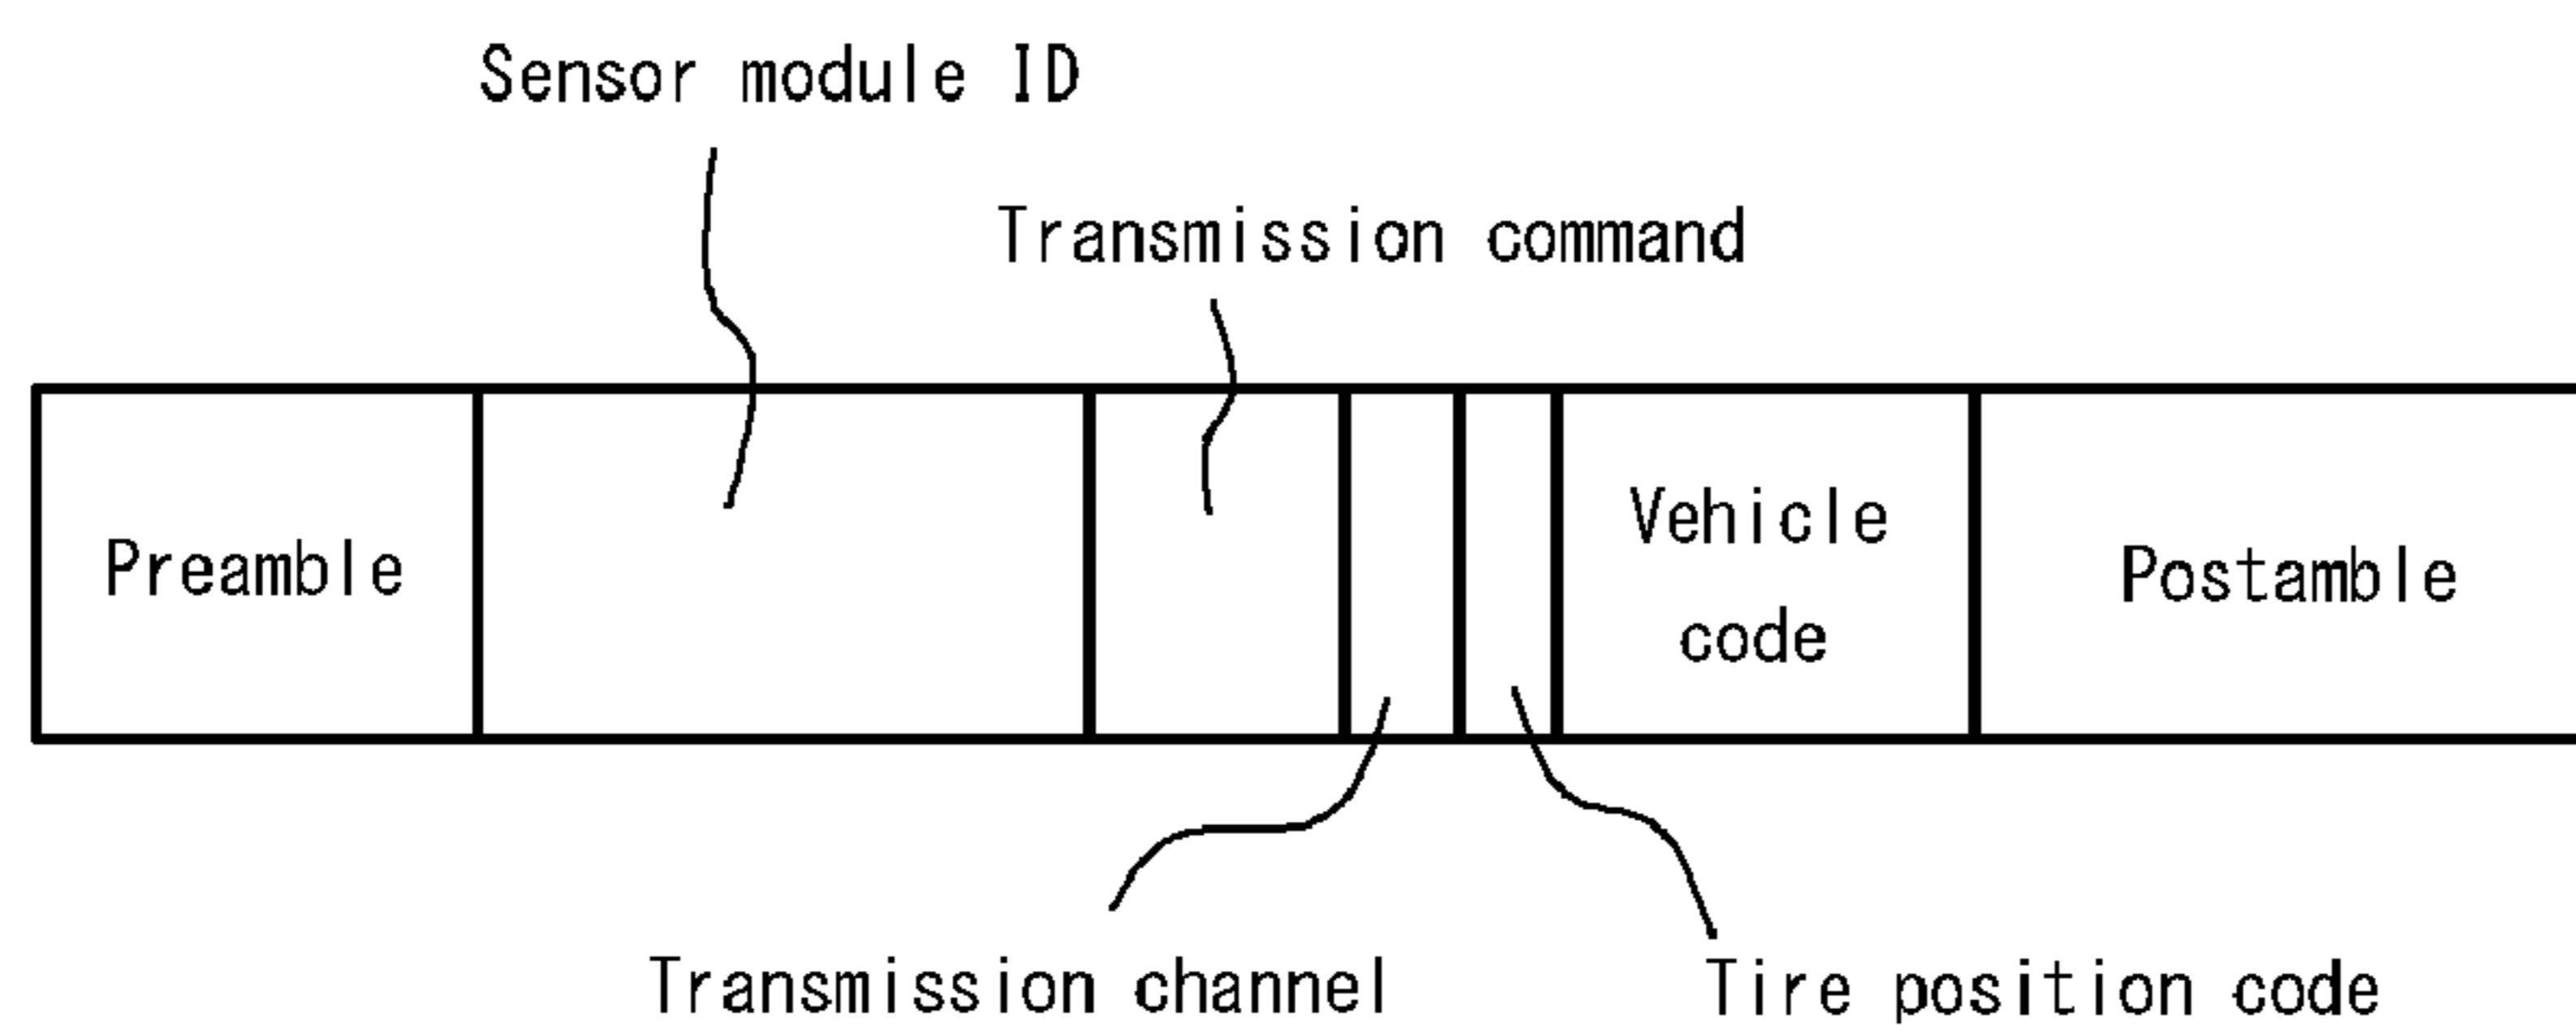 Sensor module ID
Transmission command
Preamble
Vehicle
code
Postamble
Transmission channel
Tire position code